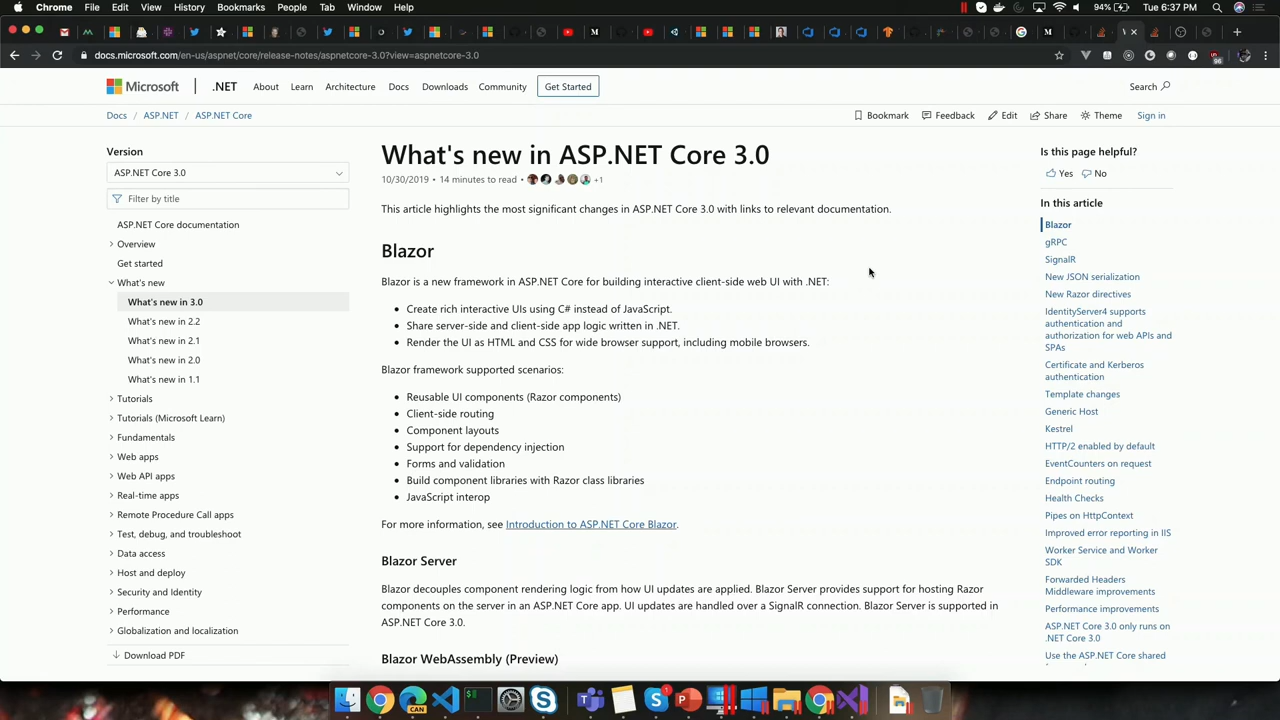 Chrome File Edit View History Bookmarks People Tab Window Help
94% Tue 6:37 PM
docs.microsoft.com/en-us/aspnet/core/release-notes/aspnetcore-3.0?view=aspnetcore-3.0
Microsoft .NET About Learn Architecture Docs Downloads Community Get Started Search
Docs / ASP.NET / ASP.NET Core
Bookmark Feedback Edit Share Theme Sign in
Version
ASP.NET Core 3.0
Filter by title
ASP.NET Core documentation
Overview
Get started
What's new
What's new in 3.0
What's new in 2.2
What's new in 2.1
What's new in 2.0
What's new in 1.1
Tutorials
Tutorials (Microsoft Learn)
Fundamentals
Web apps
Web API apps
Real-time apps
Remote Procedure Call apps
Test, debug, and troubleshoot
Data access
Host and deploy
Security and Identity
Performance
Globalization and localization
Download PDF
What's new in ASP.NET Core 3.0
10/30/2019 • 14 minutes to read • +1
This article highlights the most significant changes in ASP.NET Core 3.0 with links to relevant documentation.
Blazor
Blazor is a new framework in ASP.NET Core for building interactive client-side web UI with .NET:
• Create rich interactive UIs using C# instead of JavaScript.
• Share server-side and client-side app logic written in .NET.
• Render the UI as HTML and CSS for wide browser support, including mobile browsers.
Blazor framework supported scenarios:
• Reusable UI components (Razor components)
• Client-side routing
• Component layouts
• Support for dependency injection
• Forms and validation
• Build component libraries with Razor class libraries
• JavaScript interop
For more information, see Introduction to ASP.NET Core Blazor.
Blazor Server
Blazor decouples component rendering logic from how UI updates are applied. Blazor Server provides support for hosting Razor
components on the server in an ASP.NET Core app. UI updates are handled over a SignalR connection. Blazor Server is supported in
ASP.NET Core 3.0.
Blazor WebAssembly (Preview)
Is this page helpful?
Yes No
In this article
Blazor
gRPC
SignalR
New JSON serialization
New Razor directives
IdentityServer4 supports
authentication and
authorization for web APIs and
SPAs
Certificate and Kerberos
authentication
Template changes
Generic Host
Kestrel
HTTP/2 enabled by default
EventCounters on request
Endpoint routing
Health Checks
Pipes on HttpContext
Improved error reporting in IIS
Worker Service and Worker
SDK
Forwarded Headers
Middleware improvements
Performance improvements
ASP.NET Core 3.0 only runs on
.NET Core 3.0
Use the ASP.NET Core shared
CAN